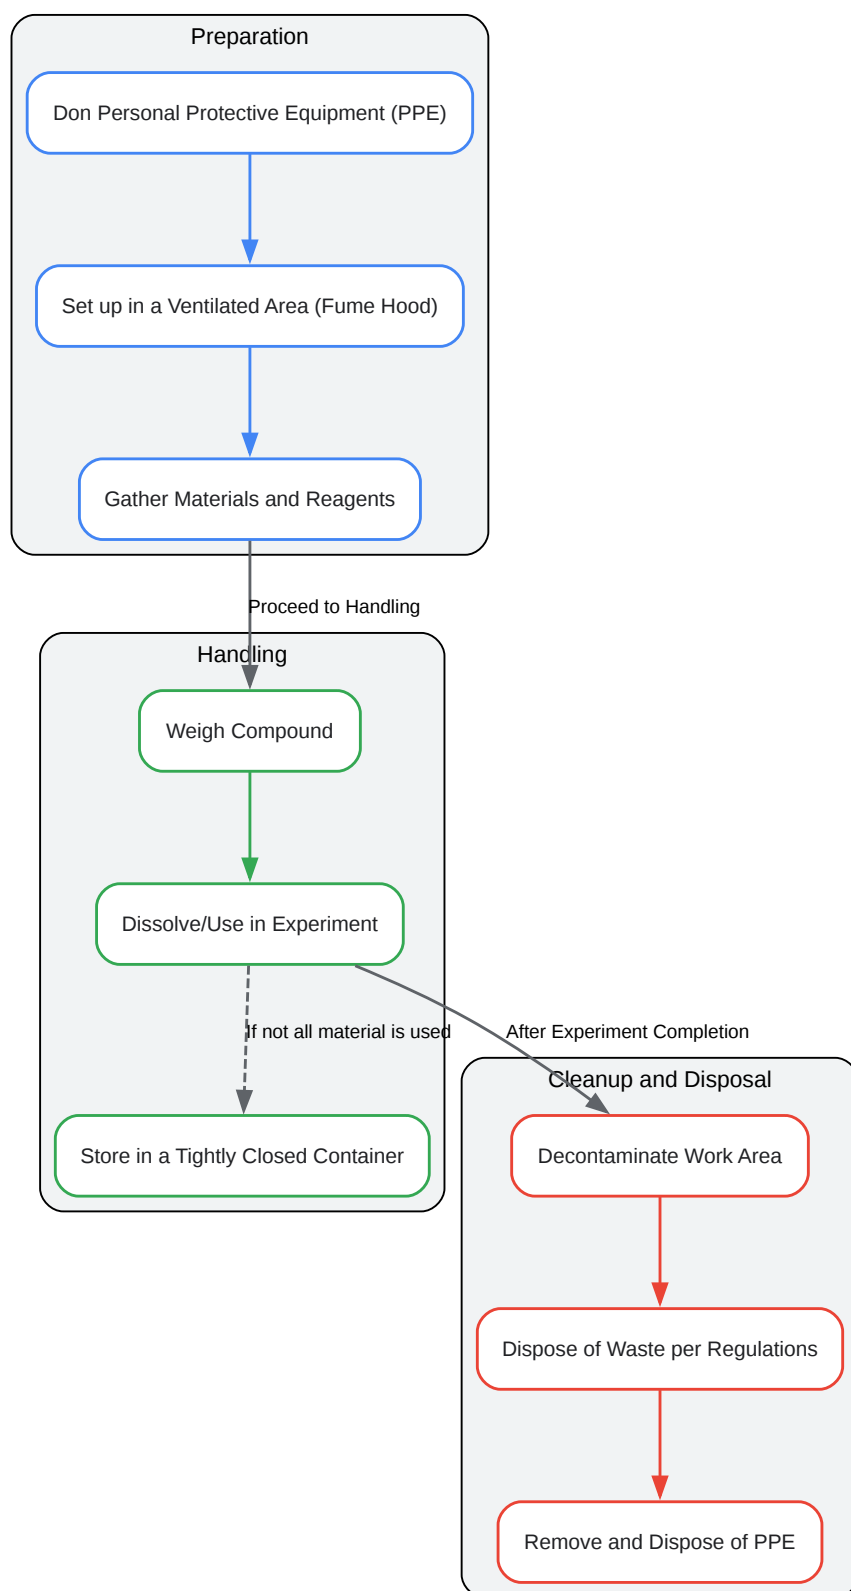 Preparation
Don Personal Protective Equipment (PPE)
Set up in a Ventilated Area (Fume Hood)
Gather Materials and Reagents
Proceed to Handling
Handling
Weigh Compound
Dissolve/Use in Experiment
If not all material is used
After Experiment Completion
Store in a Tightly Closed Container
Cleanup and Disposal
Decontaminate Work Area
Dispose of Waste per Regulations
Remove and Dispose of PPE